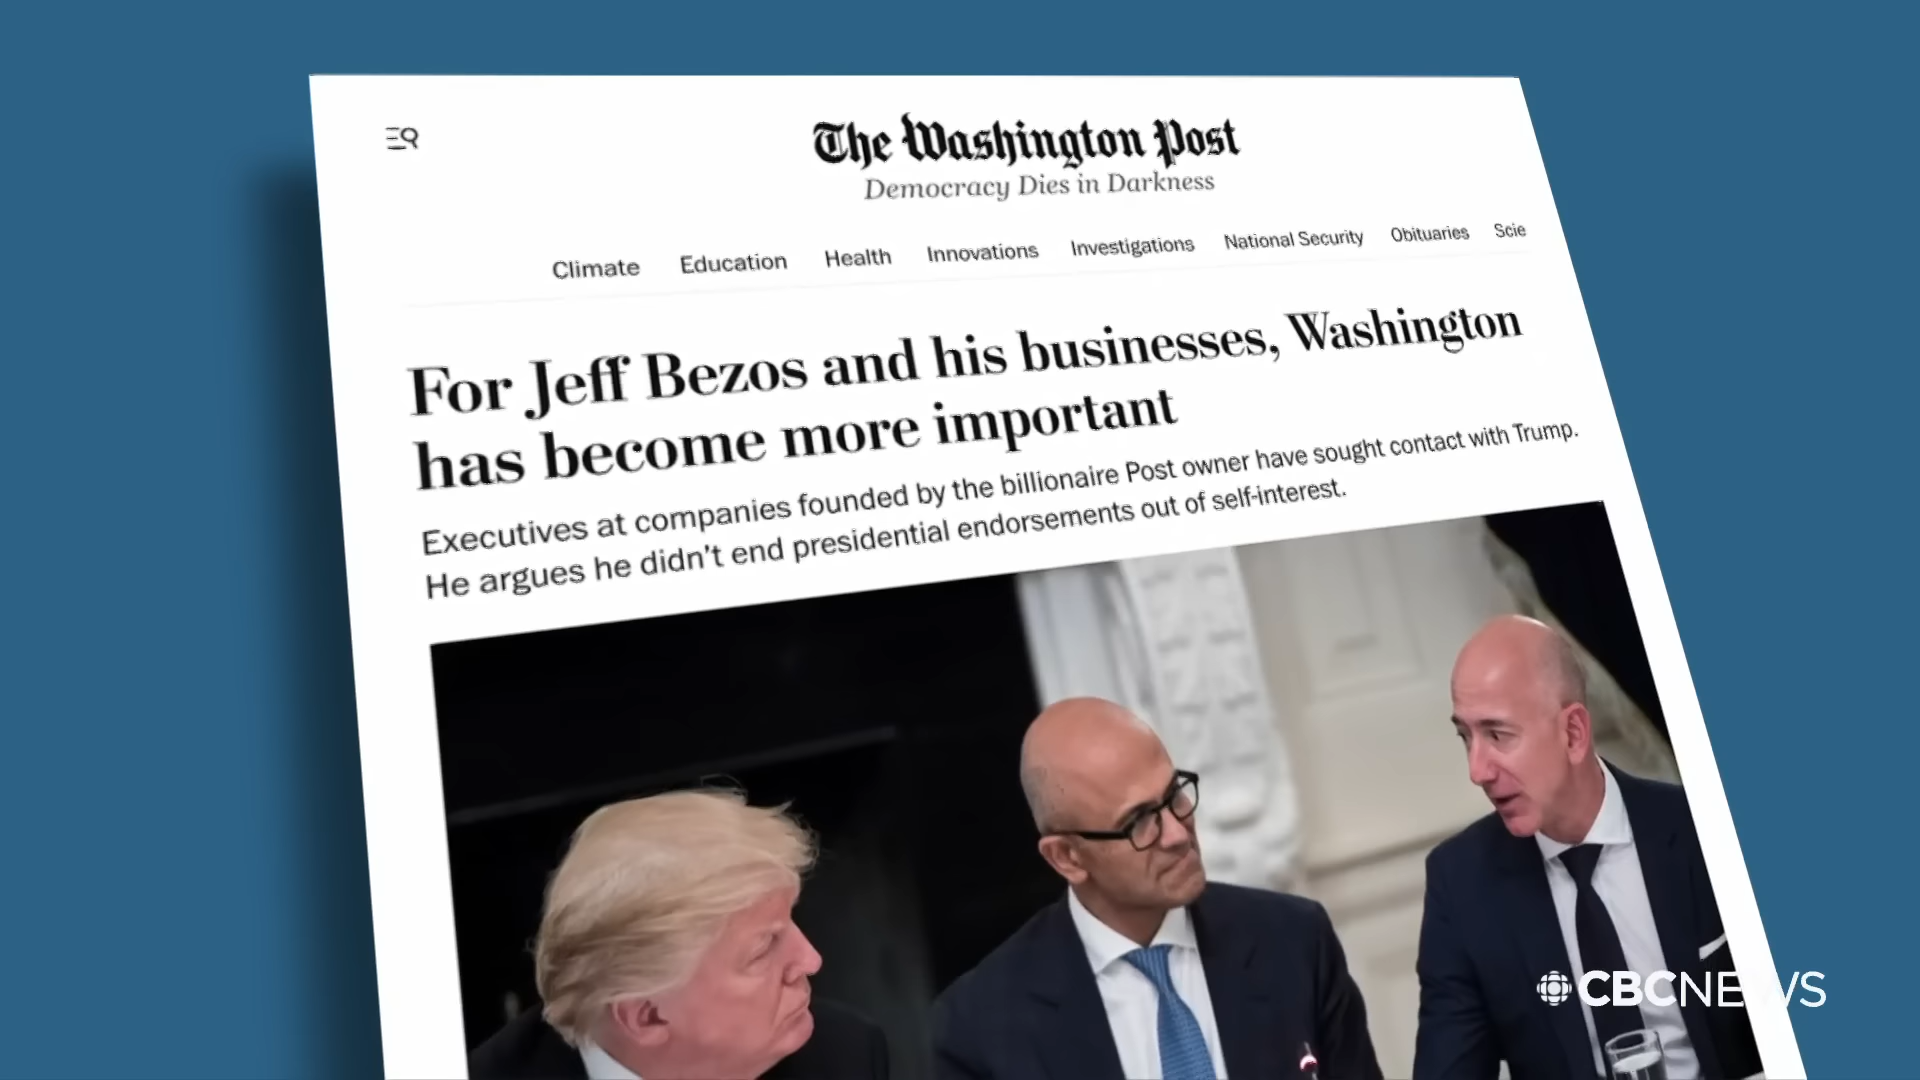 The Washington Post
Democracy Dies in Darkness
Climate Education Health Innovations Investigations National Security Obituaries Scie
For Jeff Bezos and his businesses, Washington
has become more important
Executives at companies founded by the billionaire Post owner have sought contact with Trump.
He argues he didn't end presidential endorsements out of self-interest.
CBCNEWS